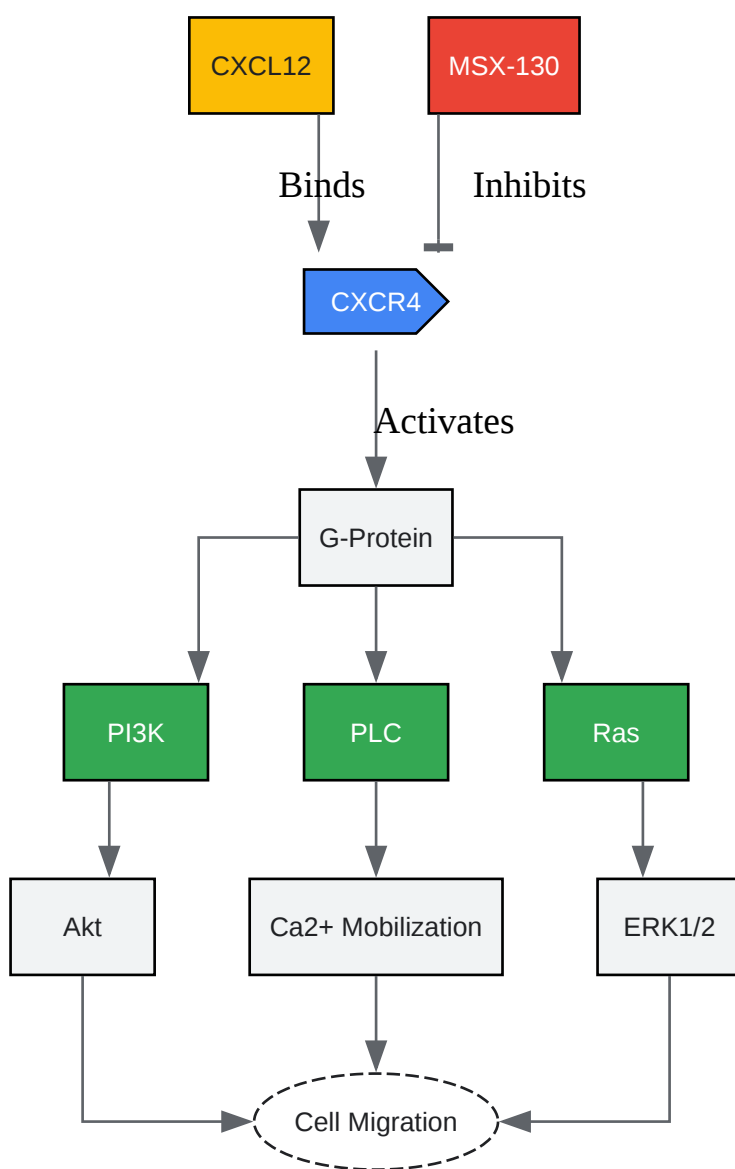 CXCL12
MSX-130
Binds
Inhibits
CXCR4
Activates
G-Protein
PI3K
PLC
Ras
Akt
Ca2+ Mobilization
ERK1/2
Cell Migration